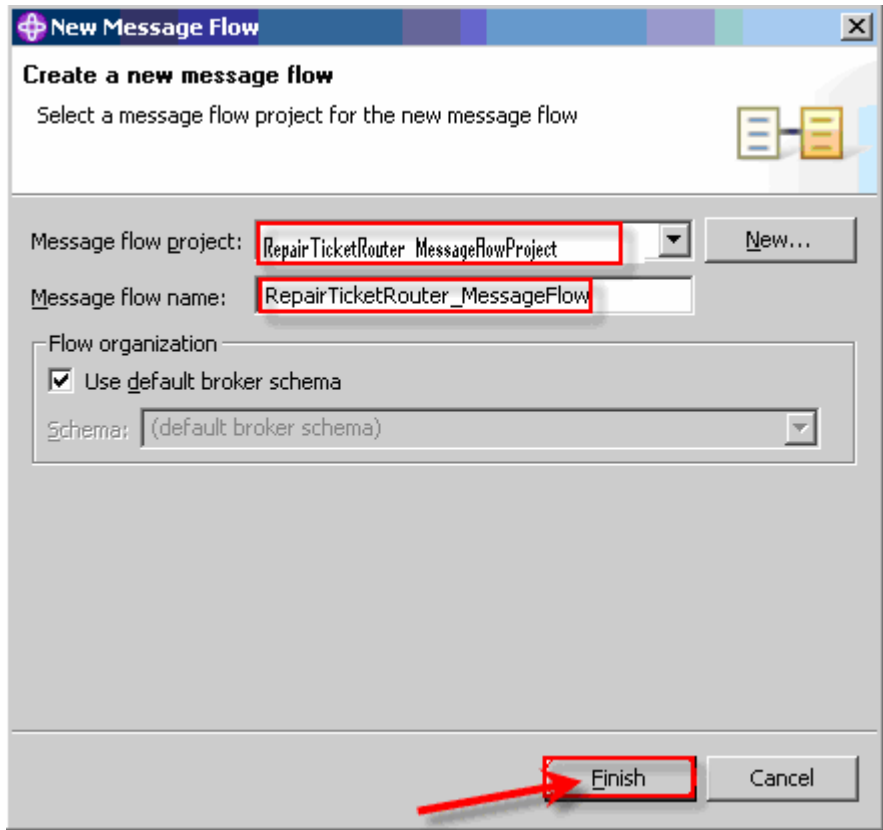 New Message Flow
Create a new message flow
Select a message flow project for the new message flow
Message flow project: RepairTicketRouter_MessageFlowProject New...
Message flow name: RepairTicketRouter_MessageFlow
Flow organization
Use default broker schema
Schema: (default broker schema)
Finish Cancel